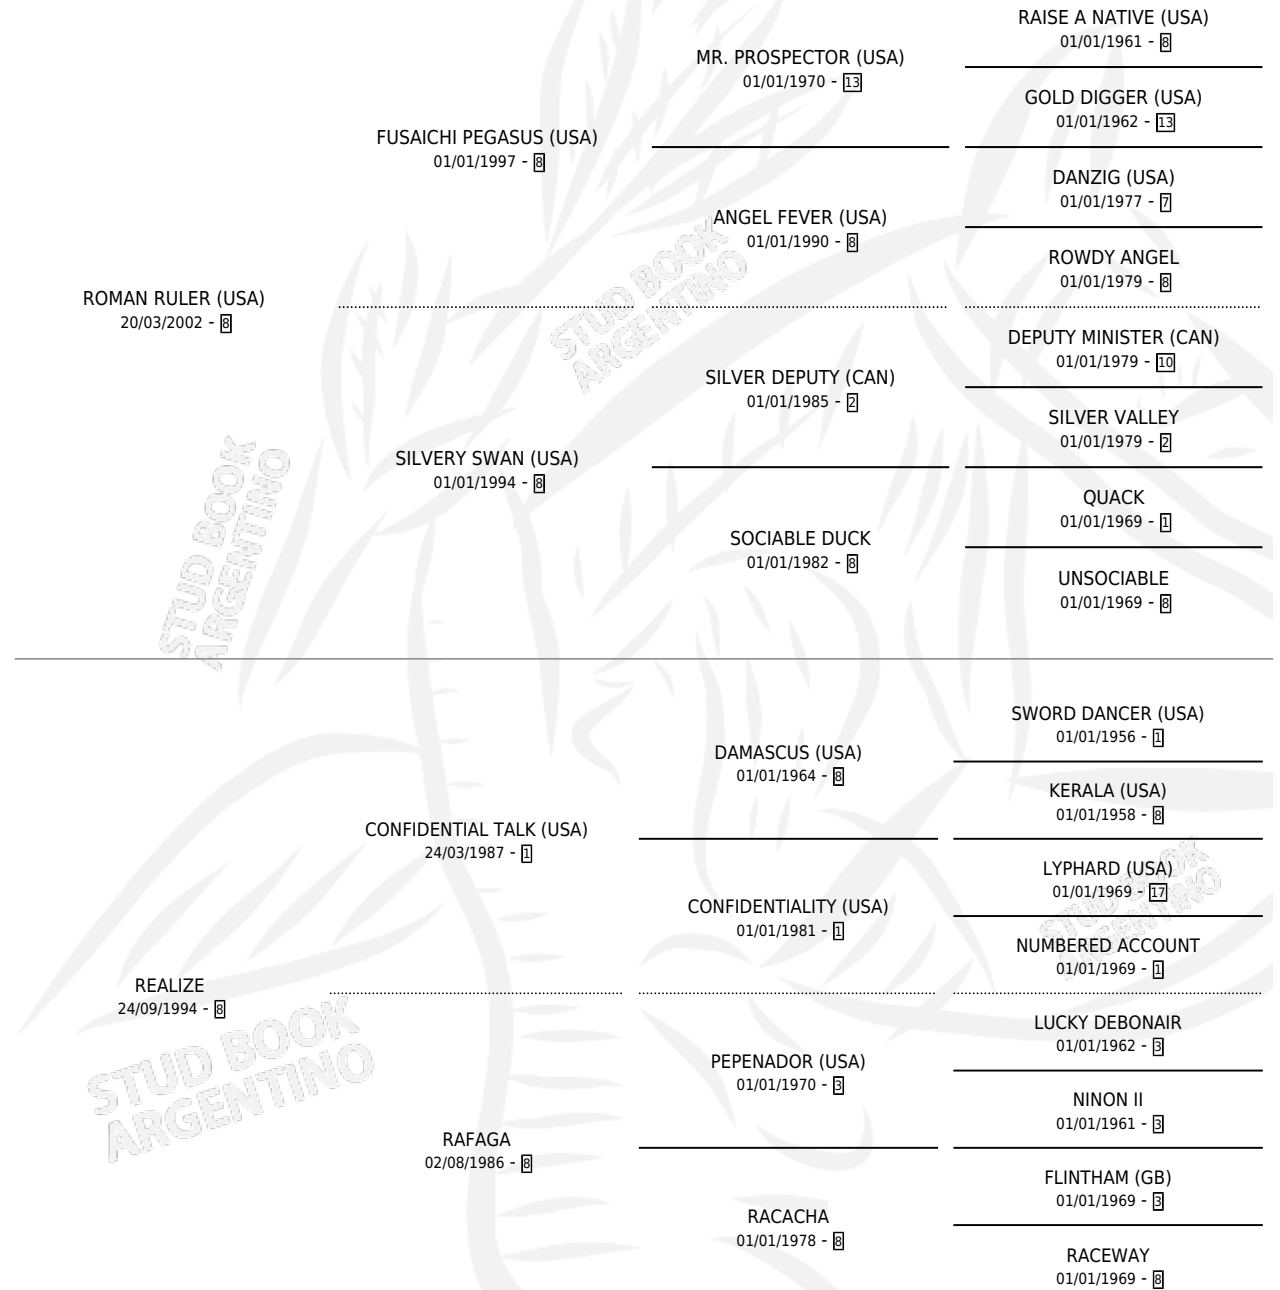 RAISE A NATIVE (USA)
01/01/1961 - 8
MR. PROSPECTOR (USA)
01/01/1970 - 13
GOLD DIGGER (USA)
01/01/1962 - 13
FUSAICHI PEGASUS (USA)
01/01/1997 - 8
DANZIG (USA)
01/01/1977 - 7
ANGEL FEVER (USA)
01/01/1990 - 8
ROWDY ANGEL
01/01/1979 - 8
ROMAN RULER (USA)
20/03/2002 - 8
DEPUTY MINISTER (CAN)
01/01/1979 - 10
SILVER DEPUTY (CAN)
01/01/1985 - 2
SILVER VALLEY
01/01/1979 - 2
SILVERY SWAN (USA)
01/01/1994 - 8
QUACK
01/01/1969 - 1
SOCIABLE DUCK
01/01/1982 - 8
UNSOCIABLE
01/01/1969 - 8
SWORD DANCER (USA)
01/01/1956 - 1
DAMASCUS (USA)
01/01/1964 - 8
KERALA (USA)
01/01/1958 - 8
CONFIDENTIAL TALK (USA)
24/03/1987 - 1
LYPHARD (USA)
01/01/1969 - 17
CONFIDENTIALITY (USA)
01/01/1981 - 1
NUMBERED ACCOUNT
01/01/1969 - 1
REALIZE
24/09/1994 - 8
LUCKY DEBONAIR
01/01/1962 - 3
PEPENADOR (USA)
01/01/1970 - 3
NINON II
01/01/1961 - 3
RAFAGA
02/08/1986 - 8
FLINTHAM (GB)
01/01/1969 - 3
RACACHA
01/01/1978 - 8
RACEWAY
01/01/1969 - 8
STUD BOOK
ARGENTINO
STUD BOOK
ARGENTINO
STUD BOOK
ARGENTINO
STUD BOOK
ARGENTINO